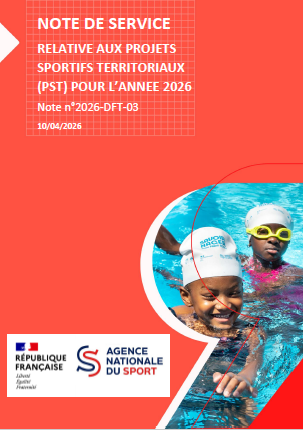 NOTE DE SERVICE
RELATIVE AUX PROJETS
SPORTIFS TERRITORIAUX
(PST) POUR L'ANNEE 2026
Note n°2026-DFT-03
10/04/2026
RÉPUBLIQUE
FRANÇAISE
Liberté
Égalité
Fraternité
AGENCE
NATIONALE
DU SPORT